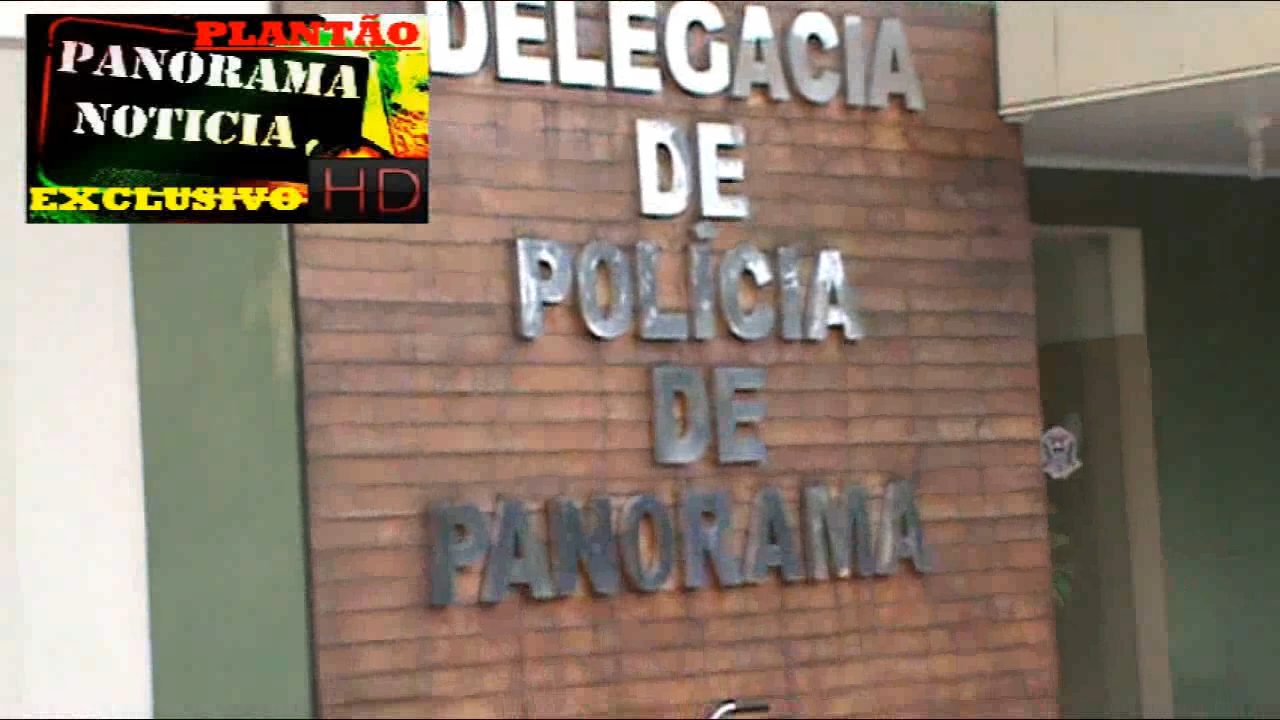 PLANTÃO
PANORAMA
NOTICIA
EXCLUSIVO HD
DELEGACIA
DE
POLÍCIA
DE
PANORAMA